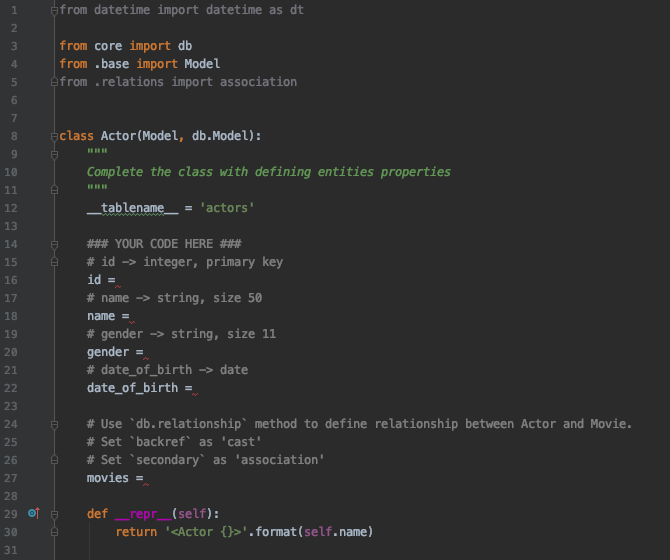 1 from datetime import datetime as dt
2
3 from core import db
4 from .base import Model
5 from .relations import association
6
7
8 class Actor(Model, db.Model):
9     """
10     Complete the class with defining entities properties
11     """
12     __tablename__ = 'actors'
13
14     ### YOUR CODE HERE ###
15     # id -> integer, primary key
16     id =
17     # name -> string, size 50
18     name =
19     # gender -> string, size 11
20     gender =
21     # date_of_birth -> date
22     date_of_birth =
23
24     # Use `db.relationship` method to define relationship between Actor and Movie.
25     # Set `backref` as 'cast'
26     # Set `secondary` as 'association'
27     movies =
28
29     def __repr__(self):
30         return '<Actor {}>'.format(self.name)
31